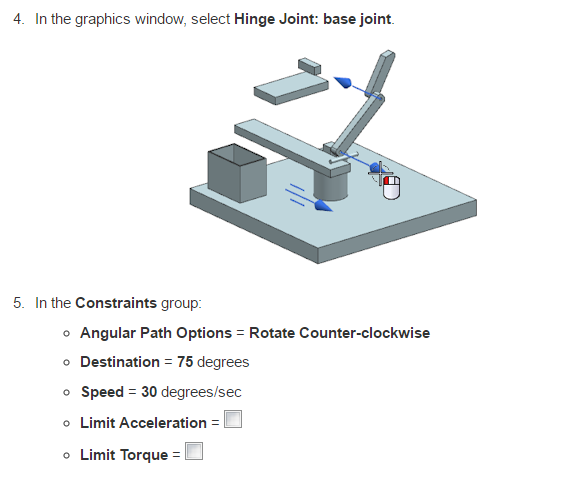 4. In the graphics window, select Hinge Joint: base joint.
5. In the Constraints group:
Angular Path Options = Rotate Counter-clockwise
Destination = 75 degrees
Speed = 30 degrees/sec
Limit Acceleration =
Limit Torque =